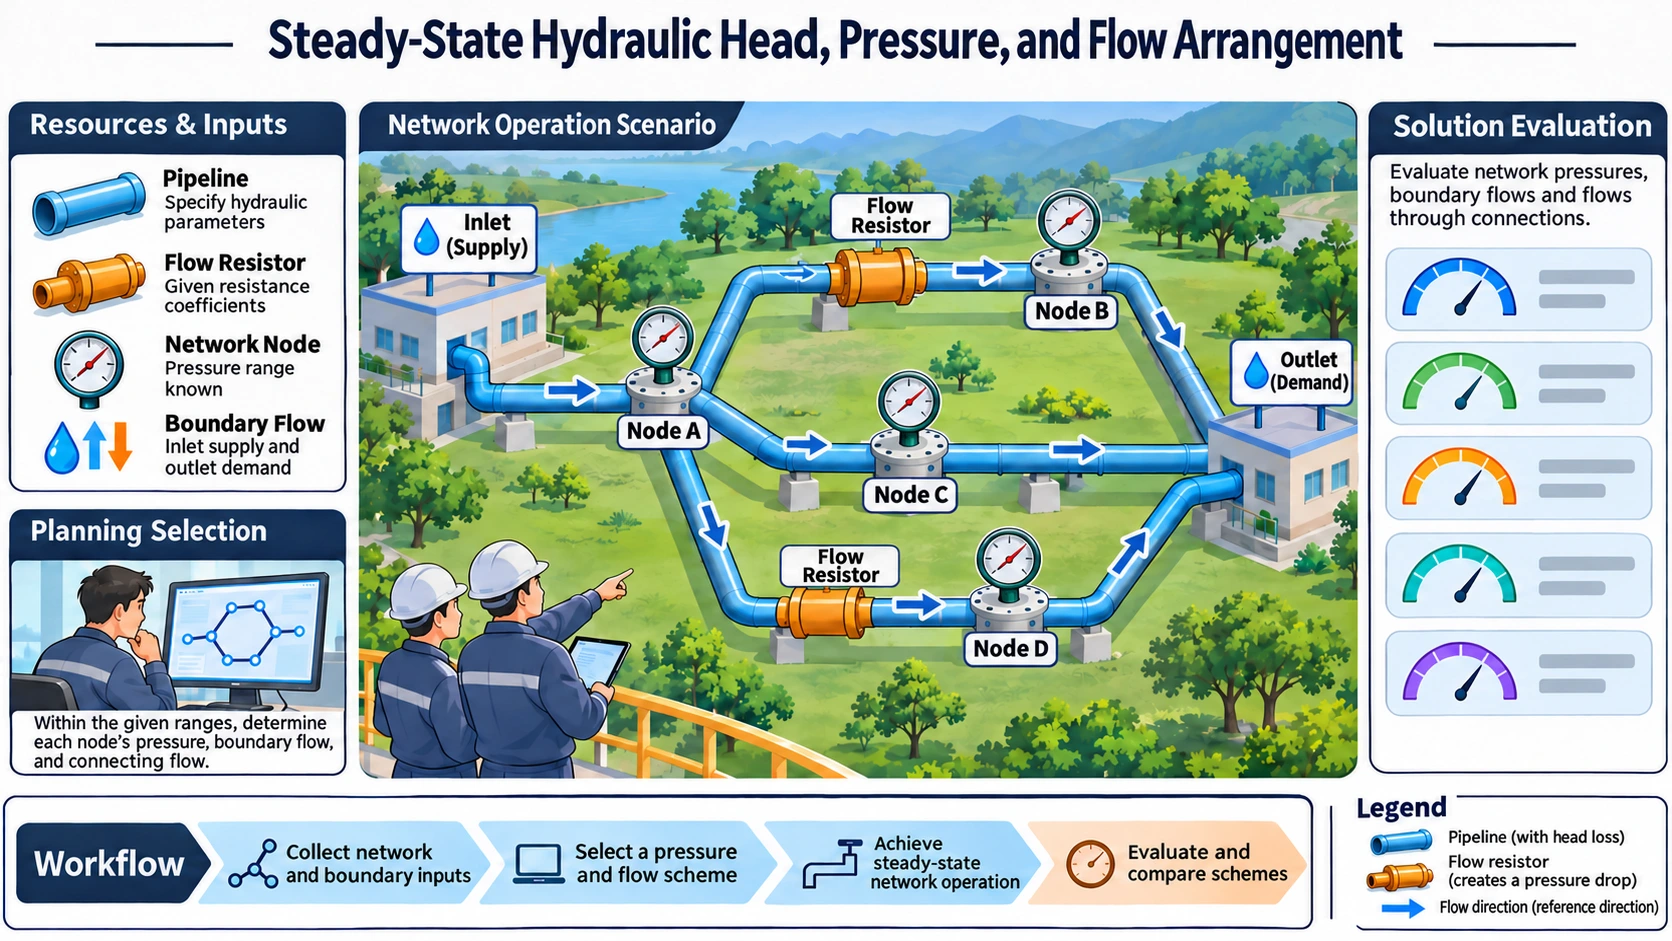 Steady-State Hydraulic Head, Pressure, and Flow Arrangement
Resources & Inputs
Pipeline
Specify hydraulic
parameters
Flow Resistor
Given resistance
coefficients
Network Node
Pressure range
known
Boundary Flow
Inlet supply and
outlet demand
Planning Selection
Within the given ranges, determine
each node's pressure, boundary flow,
and connecting flow.
Network Operation Scenario
Inlet
(Supply)
Flow
Resistor
Node B
Outlet
(Demand)
Node A
Node C
Flow
Resistor
Node D
Solution Evaluation
Evaluate network pressures,
boundary flows and flows
through connections.
Workflow
Collect network
and boundary inputs
Select a pressure
and flow scheme
Achieve
steady-state
network operation
Evaluate and
compare schemes
Legend
Pipeline (with head loss)
Flow resistor
(creates a pressure drop)
Flow direction (reference direction)